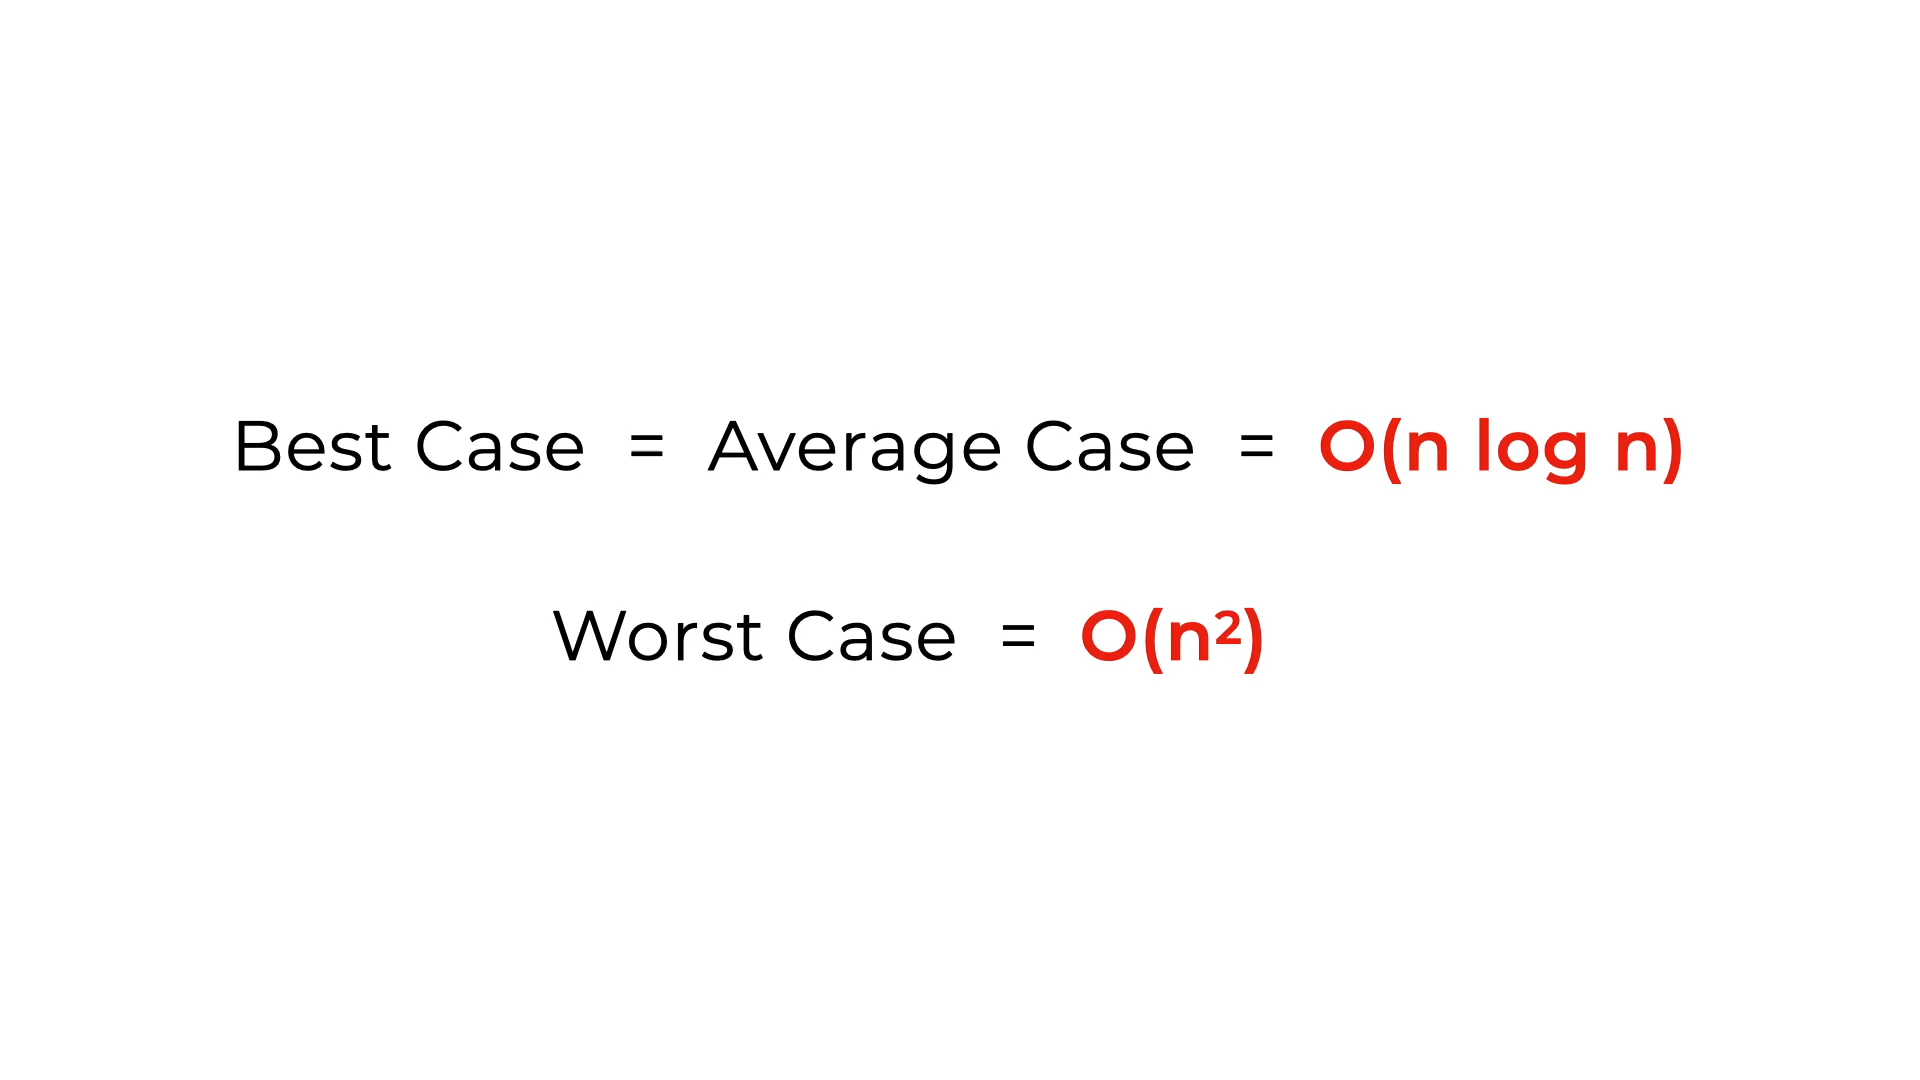 Best Case = Average Case = O(n log n)
Worst Case = O(n²)